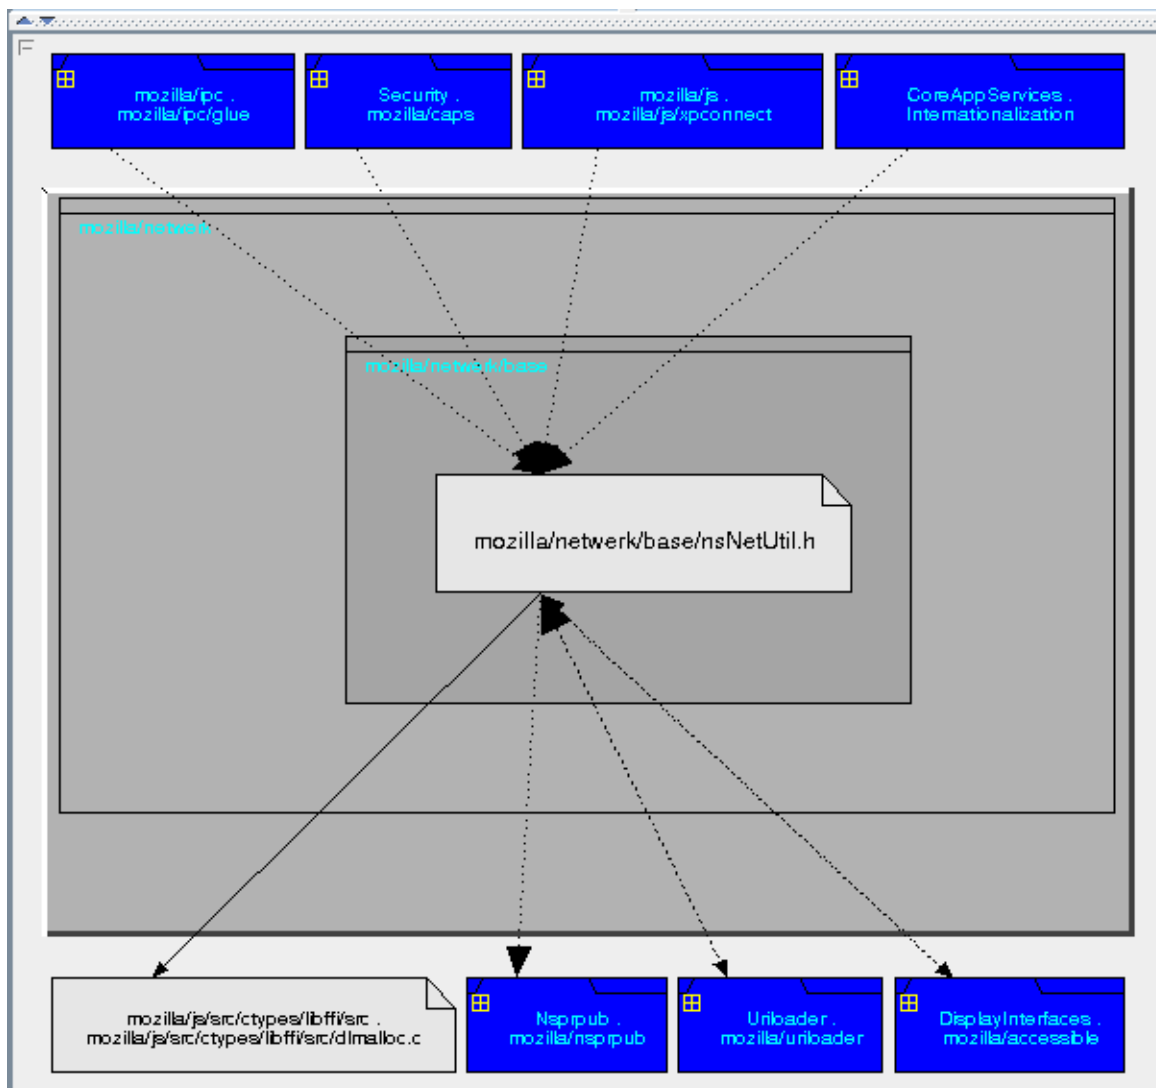 mozilla/ipc .
mozilla/ipc/glue
Security .
mozilla/caps
mozilla/js .
mozilla/js/xpconnect
CoreAppServices .
Internationalization
mozilla/netwerk
mozilla/netwerk/base
mozilla/netwerk/base/nsNetUtil.h
mozilla/js/src/ctypes/libffi/src .
mozilla/js/src/ctypes/libffi/src/dlmalloc.c
Nsprpub .
mozilla/nsprpub
Uriloader .
mozilla/uriloader
DisplayInterfaces .
mozilla/accessible